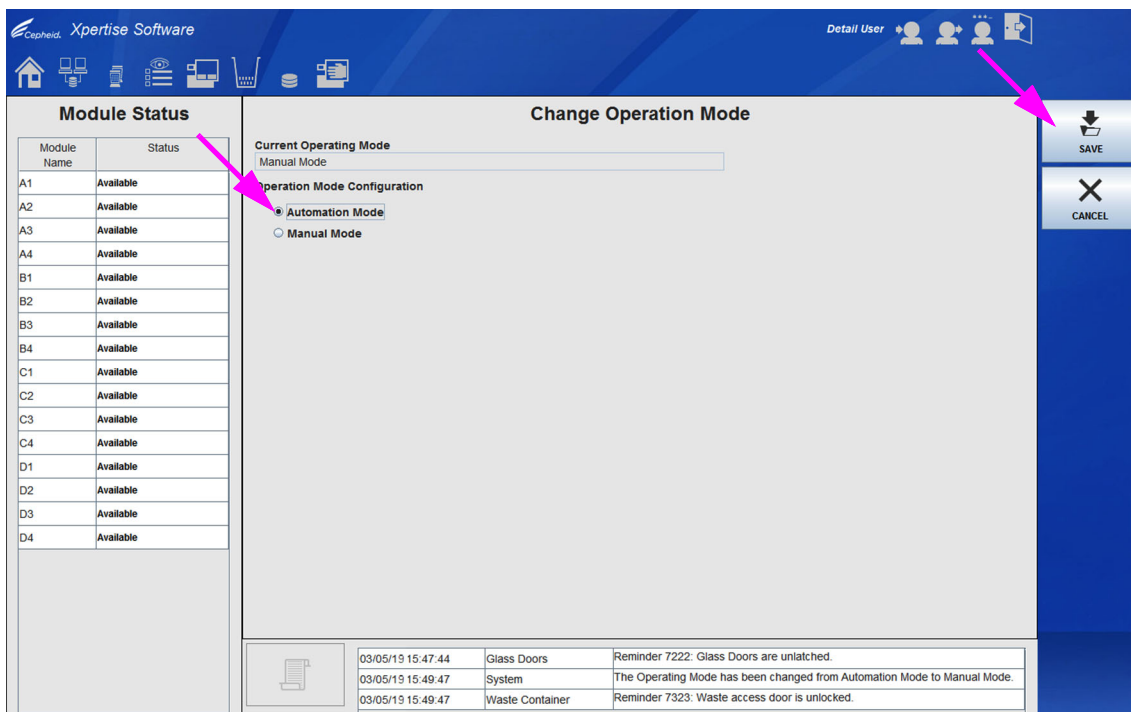 Cepheid. Xpertise Software
Detail User
Module Status
Module Name Status
A1 Available
A2 Available
A3 Available
A4 Available
B1 Available
B2 Available
B3 Available
B4 Available
C1 Available
C2 Available
C3 Available
C4 Available
D1 Available
D2 Available
D3 Available
D4 Available
Change Operation Mode
Current Operating Mode
Manual Mode
Operation Mode Configuration
Automation Mode
Manual Mode
SAVE
CANCEL
03/05/19 15:47:44 Glass Doors Reminder 7222: Glass Doors are unlatched.
03/05/19 15:49:47 System The Operating Mode has been changed from Automation Mode to Manual Mode.
03/05/19 15:49:47 Waste Container Reminder 7323: Waste access door is unlocked.